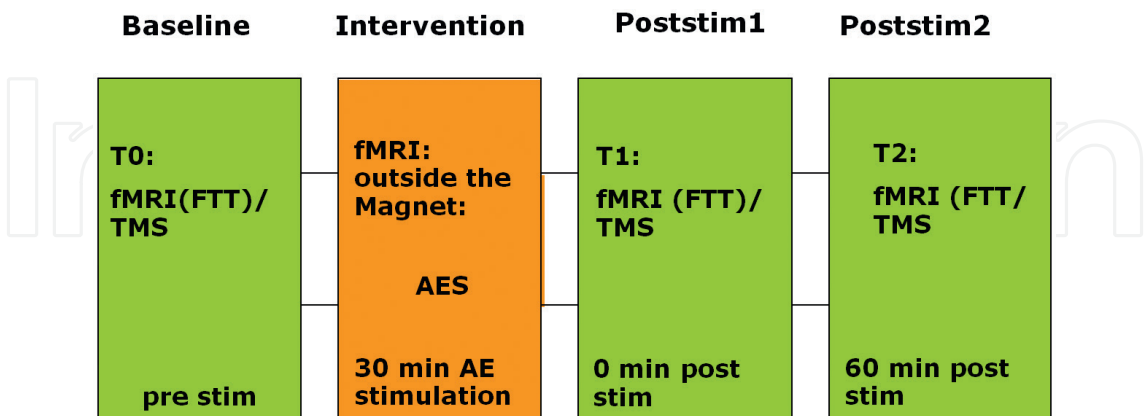 Baseline
Intervention
Poststim1
Poststim2
T0:
fMRI(FTT)/
TMS
pre stim
fMRI:
outside the
Magnet:
AES
30 min AE
stimulation
T1:
fMRI (FTT)/
TMS
0 min post
stim
T2:
fMRI (FTT/
TMS
60 min post
stim